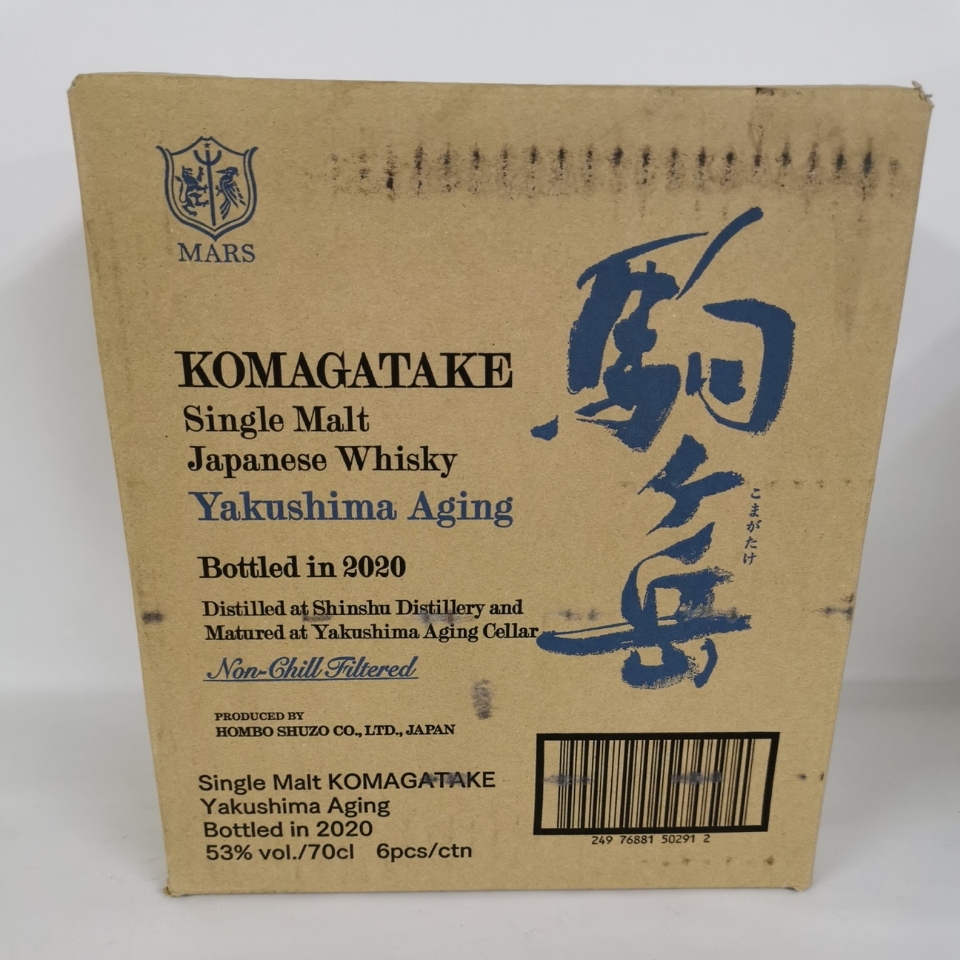 MARS
KOMAGATAKE
Single Malt
Japanese Whisky
Yakushima Aging
Bottled in 2020
Distilled at Shinshu Distillery and
Matured at Yakushima Aging Cellar
Non-Chill Filtered
PRODUCED BY
HOMBO SHUZO CO., LTD., JAPAN
Single Malt KOMAGATAKE
Yakushima Aging
Bottled in 2020
53% vol./70cl 6pcs/ctn
駒ヶ岳
こまがたけ
249 76881 50291 2